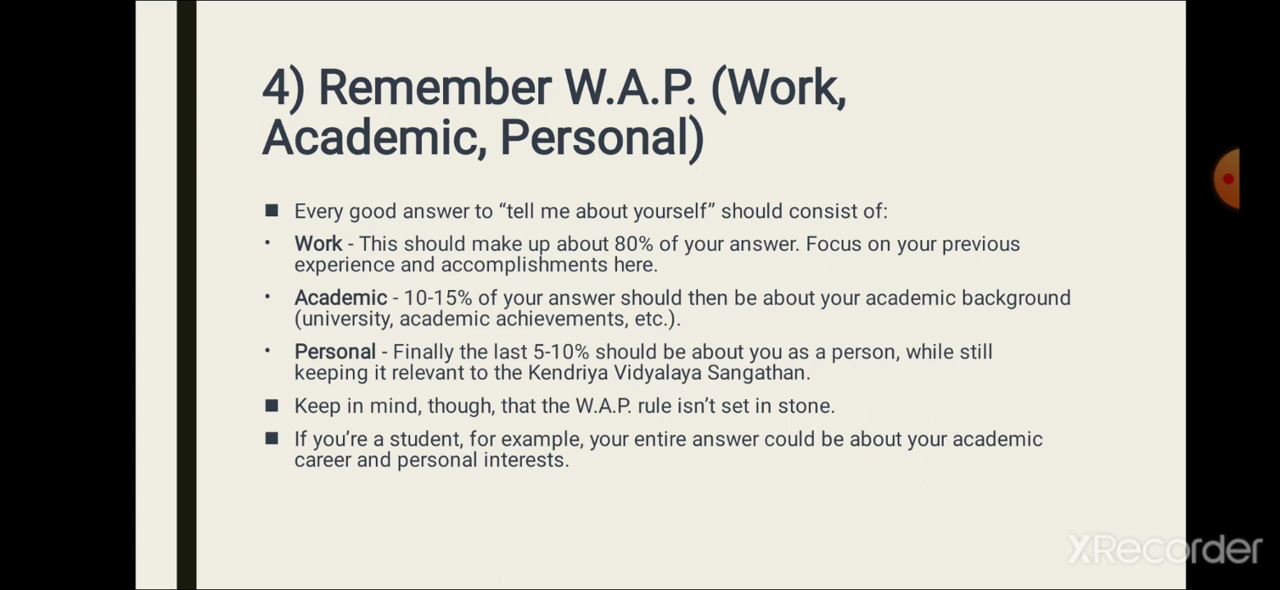 4) Remember W.A.P. (Work,
Academic, Personal)
■ Every good answer to “tell me about yourself” should consist of:
• Work - This should make up about 80% of your answer. Focus on your previous
experience and accomplishments here.
• Academic - 10-15% of your answer should then be about your academic background
(university, academic achievements, etc.).
• Personal - Finally the last 5-10% should be about you as a person, while still
keeping it relevant to the Kendriya Vidyalaya Sangathan.
■ Keep in mind, though, that the W.A.P. rule isn’t set in stone.
■ If you’re a student, for example, your entire answer could be about your academic
career and personal interests.
XRecorder